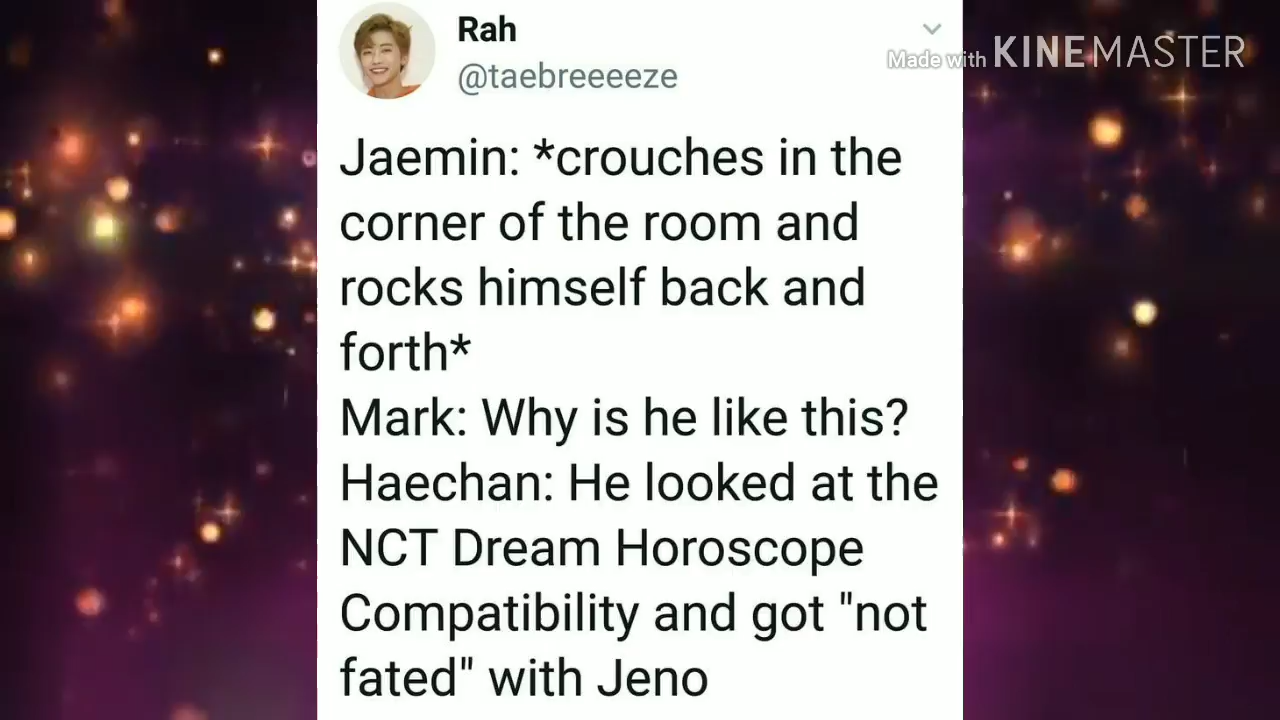 Rah
@taebreeeeze
Made with KINEMASTER
Jaemin: *crouches in the
corner of the room and
rocks himself back and
forth*
Mark: Why is he like this?
Haechan: He looked at the
NCT Dream Horoscope
Compatibility and got "not
fated" with Jeno